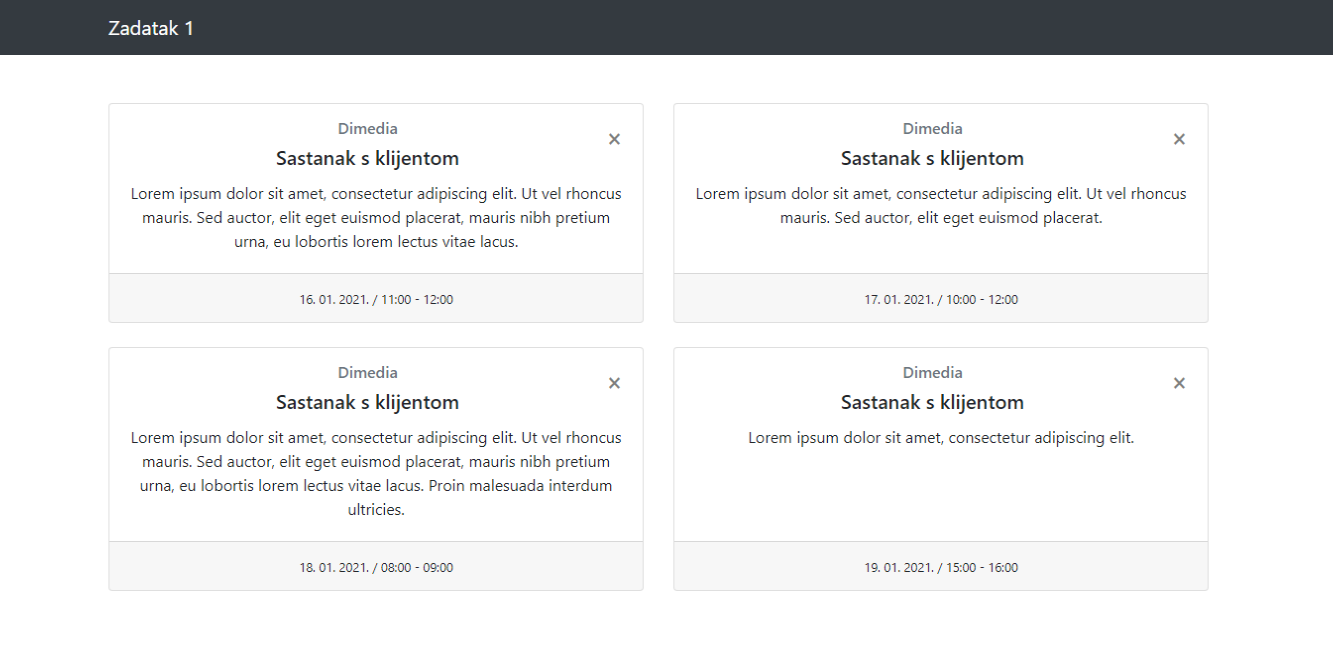 Zadatak 1
Dimedia
×
Sastanak s klijentom
Lorem ipsum dolor sit amet, consectetur adipiscing elit. Ut vel rhoncus
mauris. Sed auctor, elit eget euismod placerat, mauris nibh pretium
urna, eu lobortis lorem lectus vitae lacus.
16. 01. 2021. / 11:00 - 12:00
Dimedia
×
Sastanak s klijentom
Lorem ipsum dolor sit amet, consectetur adipiscing elit. Ut vel rhoncus
mauris. Sed auctor, elit eget euismod placerat.
17. 01. 2021. / 10:00 - 12:00
Dimedia
×
Sastanak s klijentom
Lorem ipsum dolor sit amet, consectetur adipiscing elit. Ut vel rhoncus
mauris. Sed auctor, elit eget euismod placerat, mauris nibh pretium
urna, eu lobortis lorem lectus vitae lacus. Proin malesuada interdum
ultricies.
18. 01. 2021. / 08:00 - 09:00
Dimedia
×
Sastanak s klijentom
Lorem ipsum dolor sit amet, consectetur adipiscing elit.
19. 01. 2021. / 15:00 - 16:00